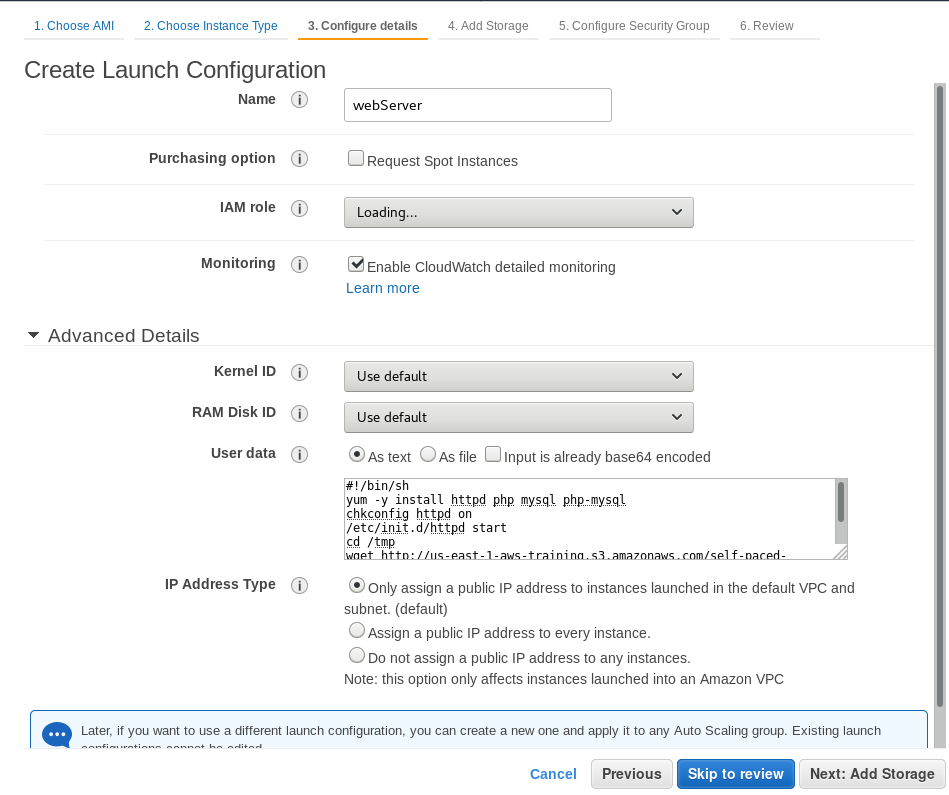 1. Choose AMI
2. Choose Instance Type
3. Configure details
4. Add Storage
5. Configure Security Group
6. Review
Create Launch Configuration
Name
webServer
Purchasing option
Request Spot Instances
IAM role
Loading...
Monitoring
Enable CloudWatch detailed monitoring
Learn more
Advanced Details
Kernel ID
Use default
RAM Disk ID
Use default
User data
As text
As file
Input is already base64 encoded
#!/bin/sh
yum -y install httpd php mysql php-mysql
chkconfig httpd on
/etc/init.d/httpd start
cd /tmp
wget http://us-east-1-aws-training.s3.amazonaws.com/self-paced-
IP Address Type
Only assign a public IP address to instances launched in the default VPC and
subnet. (default)
Assign a public IP address to every instance.
Do not assign a public IP address to any instances.
Note: this option only affects instances launched into an Amazon VPC
Later, if you want to use a different launch configuration, you can create a new one and apply it to any Auto Scaling group. Existing launch
configurations cannot be edited.
Cancel
Previous
Skip to review
Next: Add Storage